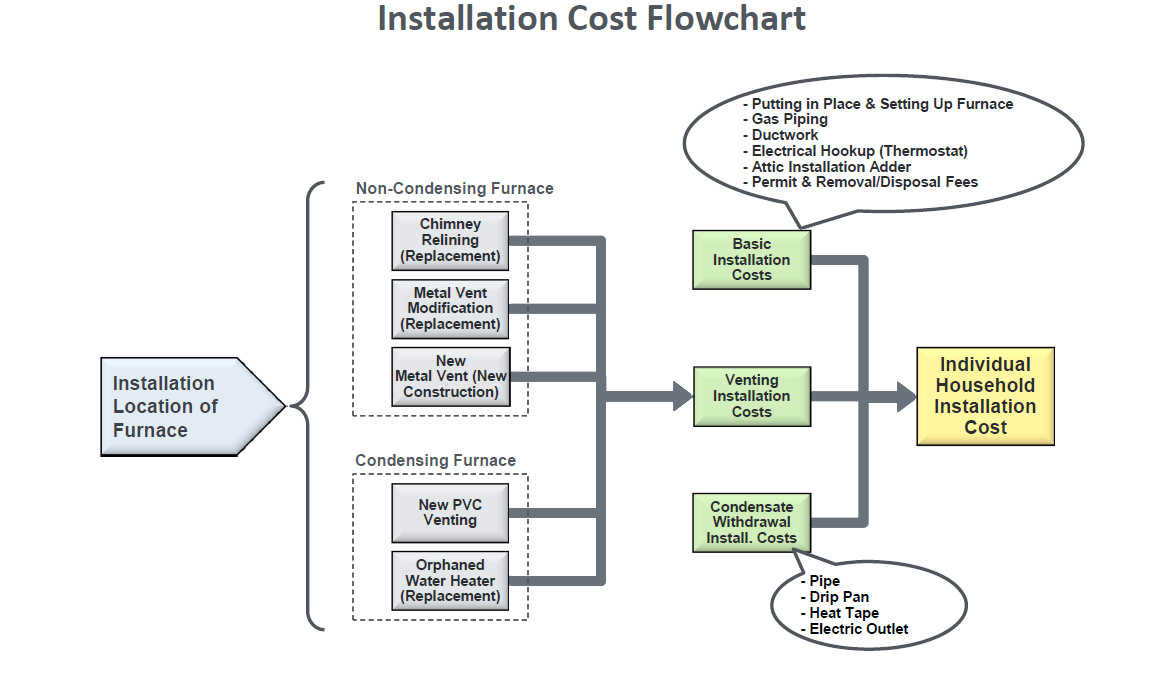 Installation Cost Flowchart
- Putting in Place & Setting Up Furnace
- Gas Piping
- Ductwork
- Electrical Hookup (Thermostat)
- Attic Installation Adder
- Permit & Removal/Disposal Fees
Installation
Location of
Furnace
Non-Condensing Furnace
Chimney
Relining
(Replacement)
Metal Vent
Modification
(Replacement)
New
Metal Vent (New
Construction)
Condensing Furnace
New PVC
Venting
Orphaned
Water Heater
(Replacement)
Basic
Installation
Costs
Venting
Installation
Costs
Condensate
Withdrawal
Install. Costs
- Pipe
- Drip Pan
- Heat Tape
- Electric Outlet
Individual
Household
Installation
Cost